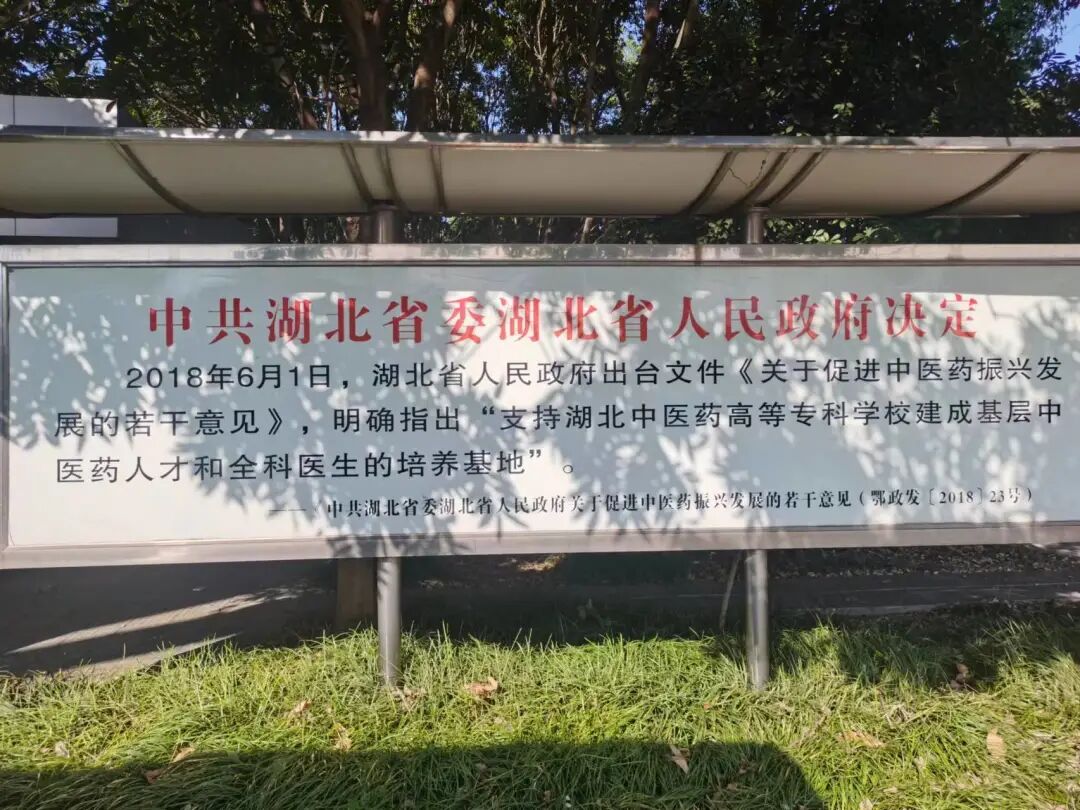 中共湖北省委湖北省人民政府决定
2018年6月1日，湖北省人民政府出台文件《关于促进中医药振兴发
展的若干意见》，明确指出“支持湖北中医药高等专科学校建成基层中
医药人才和全科医生的培养基地”。
——《中共湖北省委湖北省人民政府关于促进中医药振兴发展的若干意见（鄂政发〔2018〕23号）